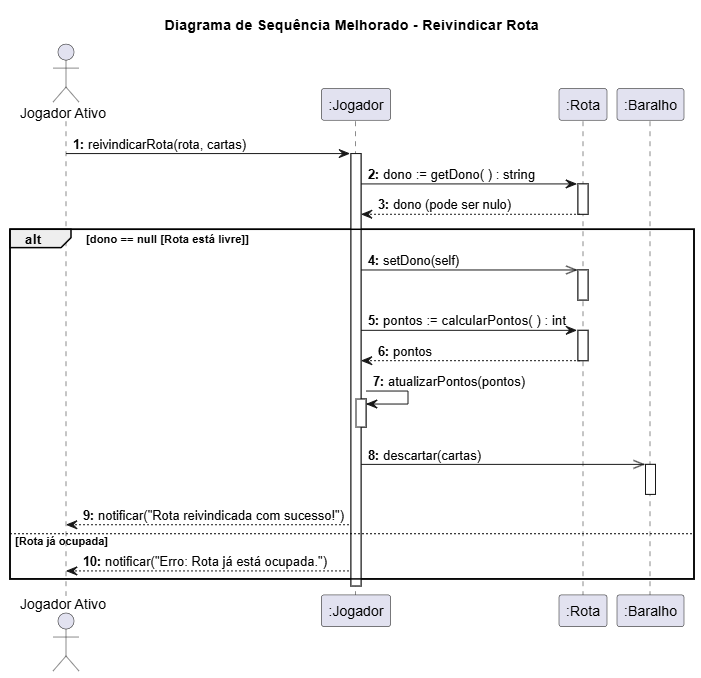 Diagrama de Sequência Melhorado - Reivindicar Rota
Jogador Ativo
:Jogador
:Rota
:Baralho
1: reivindicarRota(rota, cartas)
2: dono := getDono( ) : string
3: dono (pode ser nulo)
alt
[dono == null [Rota está livre]]
4: setDono(self)
5: pontos := calcularPontos( ) : int
6: pontos
7: atualizarPontos(pontos)
8: descartar(cartas)
9: notificar("Rota reivindicada com sucesso!")
[Rota já ocupada]
10: notificar("Erro: Rota já está ocupada.")
Jogador Ativo
:Jogador
:Rota
:Baralho